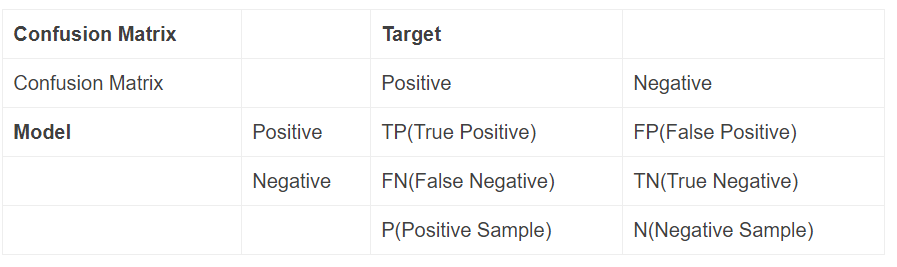 Confusion Matrix Target
Confusion Matrix Positive Negative
Model Positive TP(True Positive) FP(False Positive)
Negative FN(False Negative) TN(True Negative)
P(Positive Sample) N(Negative Sample)